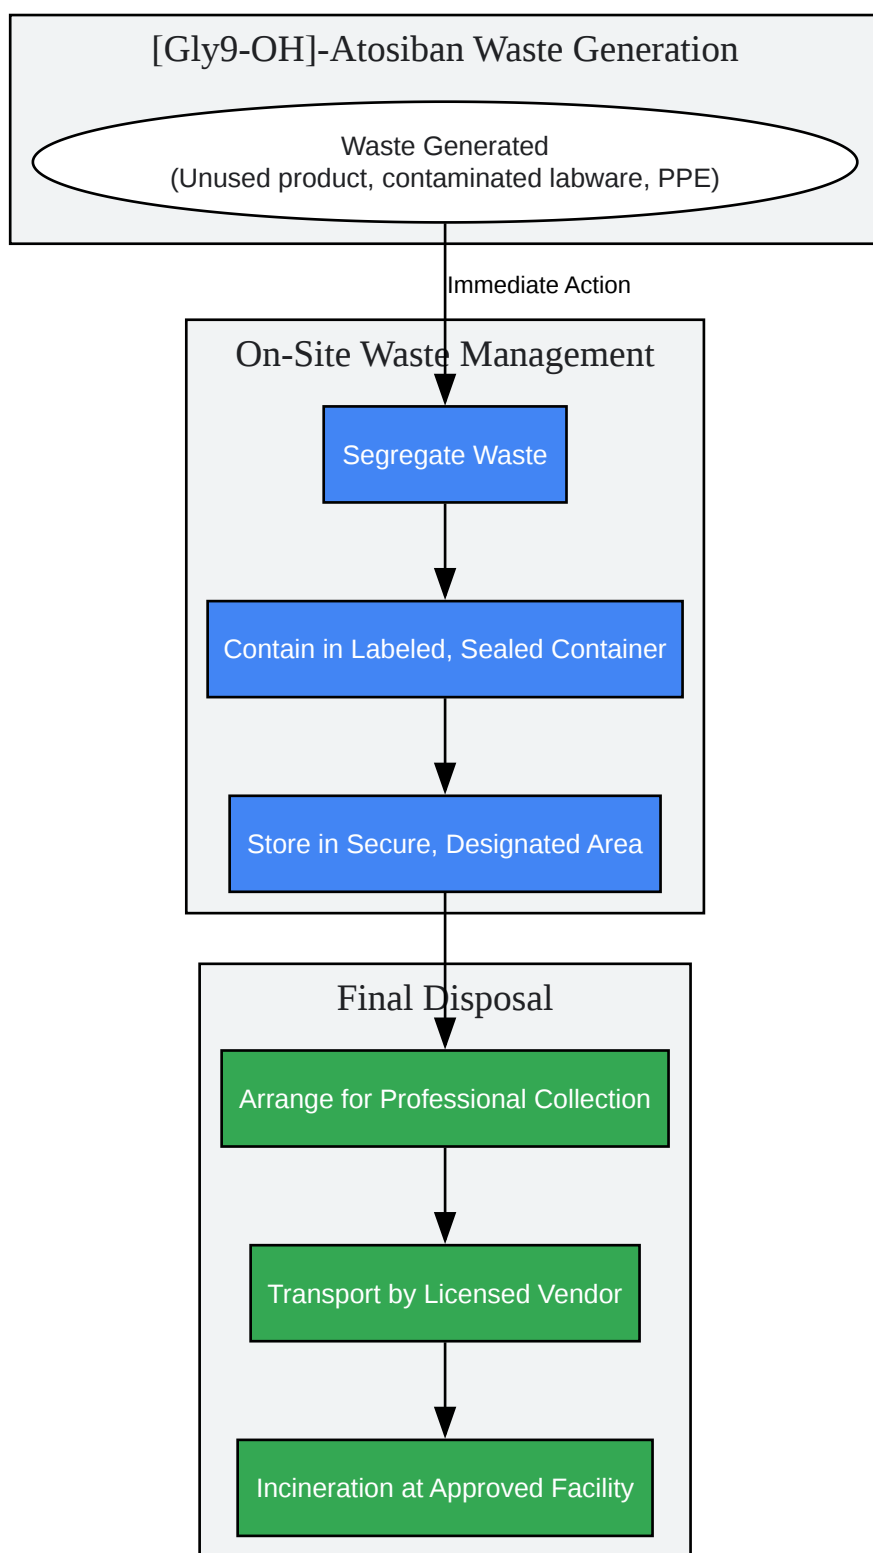 [Gly9-OH]-Atosiban Waste Generation
Waste Generated
(Unused product, contaminated labware, PPE)
Immediate Action
On-Site Waste Management
Segregate Waste
Contain in Labeled, Sealed Container
Store in Secure, Designated Area
Final Disposal
Arrange for Professional Collection
Transport by Licensed Vendor
Incineration at Approved Facility